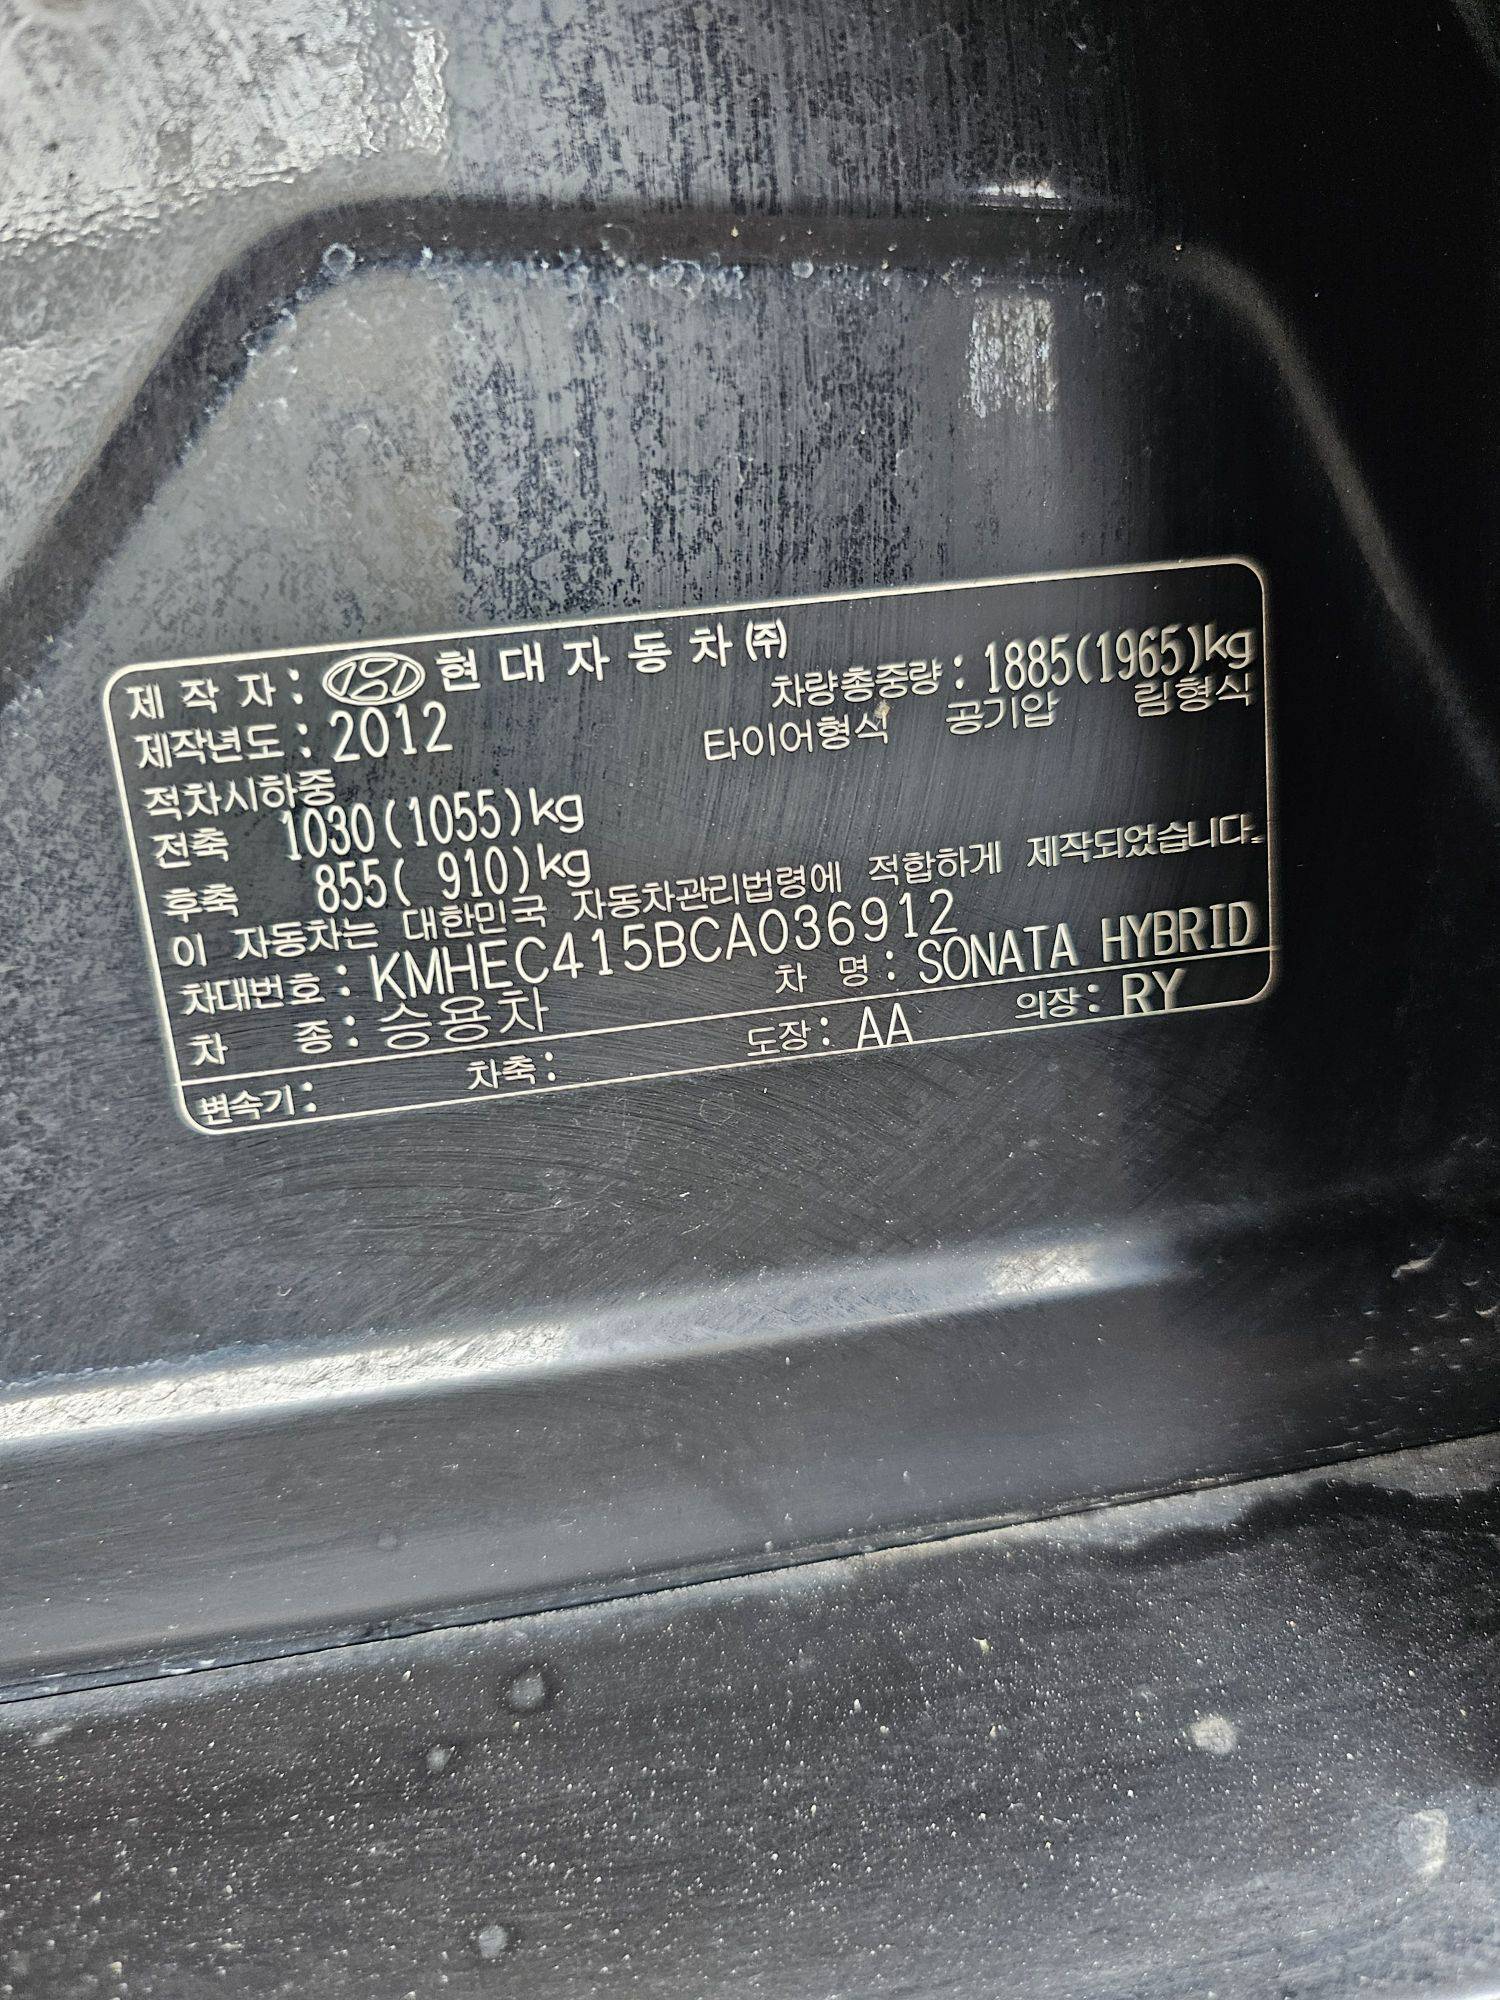 제 작 자 : 현 대 자 동 차 ㈜
제작년도 : 2012 차량총중량 : 1885(1965)kg
적차시하중 타이어형식 공기압 림형식
전축 1030(1055)kg
후축 855( 910)kg
이 자동차는 대한민국 자동차관리법령에 적합하게 제작되었습니다.
차대번호 : KMHEC415BCA036912
차 종 : 승용차 차 명 : SONATA HYBRID
변속기 : 차축 : 도장 : AA 의장 : RY